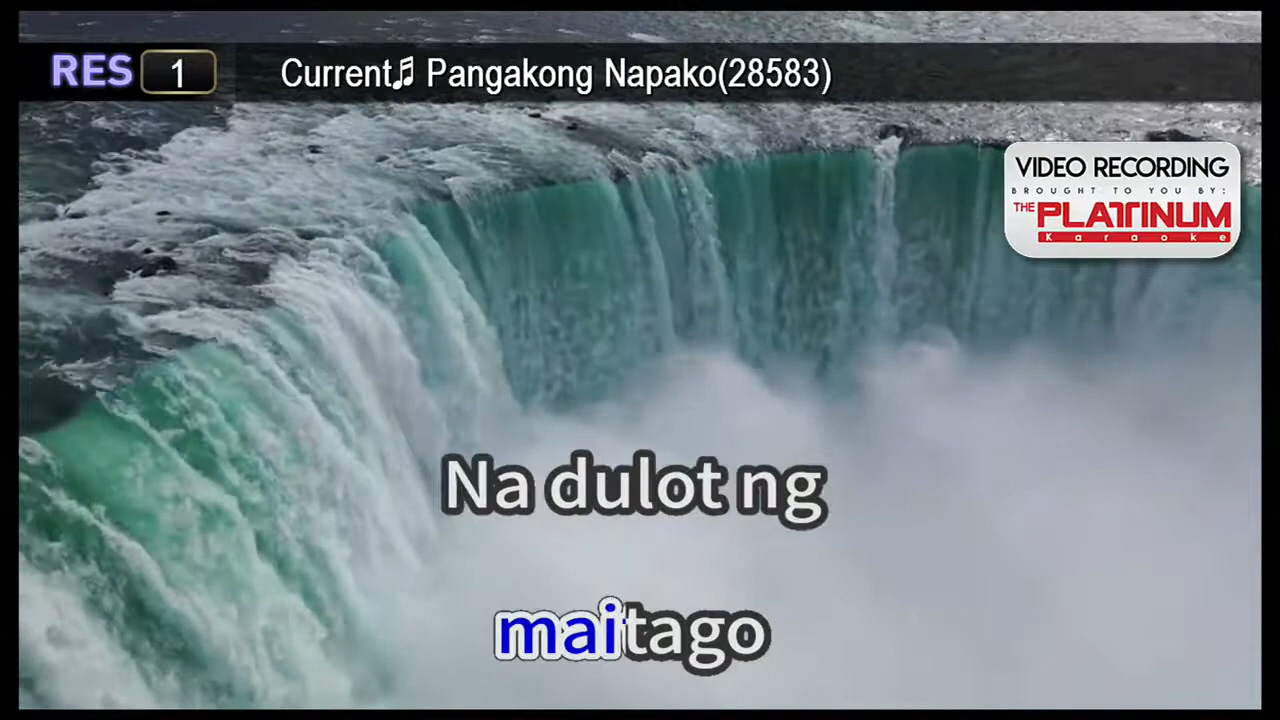 RES 1 Current♫ Pangakong Napako(28583)
VIDEO RECORDING
BROUGHT TO YOU BY:
THE PLATINUM
Karaoke
Na dulot ng
maitago